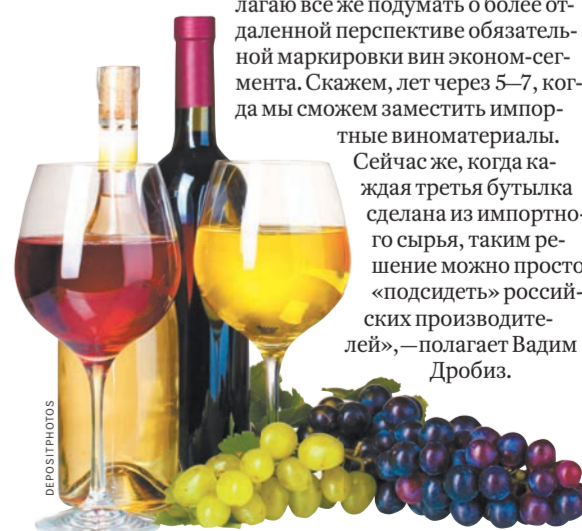 лагаю все же подумать о более от-
даленной перспективе обязатель-
ной маркировки вин эконом-сег-
мента. Скажем, лет через 5–7, ког-
да мы сможем заместить импор-
тные виноматериалы.
Сейчас же, когда ка-
ждая третья бутылка
сделана из импортно-
го сырья, таким ре-
шение можно просто
«подсидеть» россий-
ских производите-
лей»,—полагает Вадим
Дробиз.
DEPOSITPHOTOS